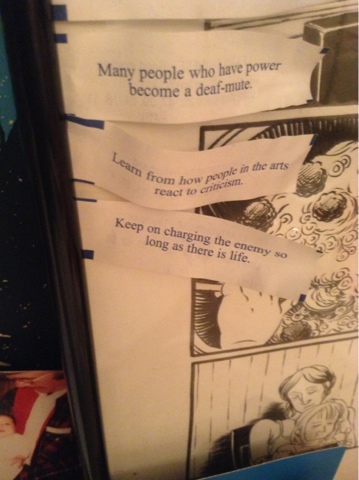 Many people who have power
become a deaf-mute.
Learn from how people in the arts
react to criticism.
Keep on charging the enemy so
long as there is life.